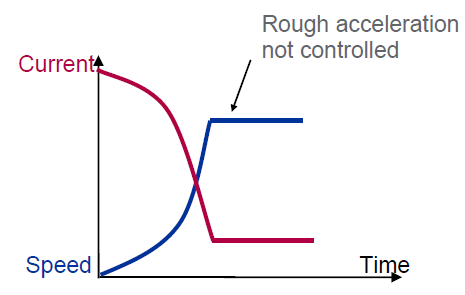 Rough acceleration
not controlled
Current
Speed
Time